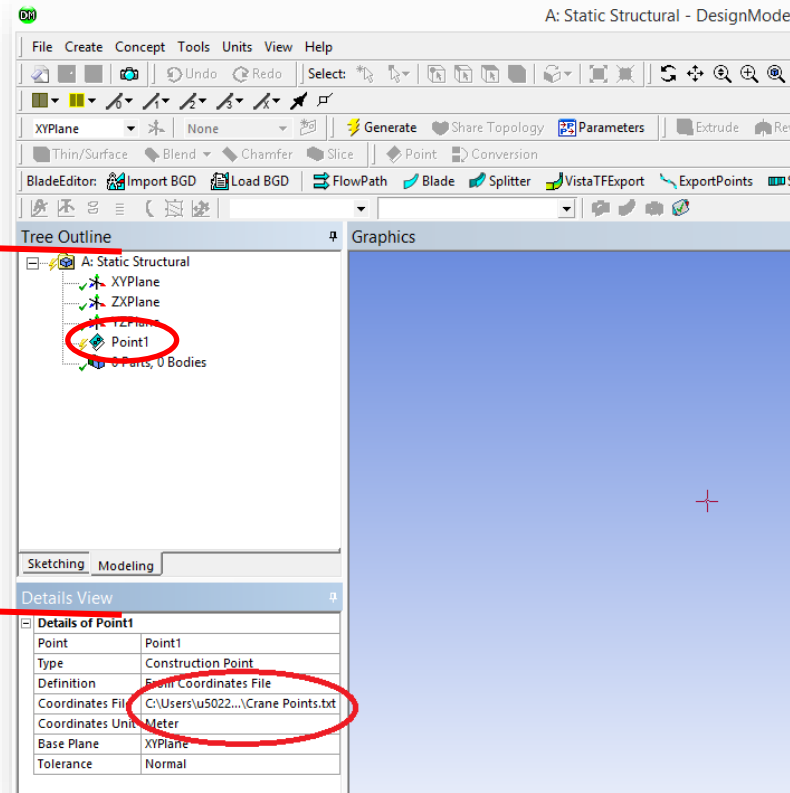 DM A: Static Structural - DesignMode
File Create Concept Tools Units View Help
Undo Redo Select:
XYPlane None Generate Share Topology Parameters Extrude Re
Thin/Surface Blend Chamfer Slice Point Conversion
BladeEditor: Import BGD Load BGD FlowPath Blade Splitter VistaTFExport ExportPoints
Tree Outline Graphics
A: Static Structural
XYPlane
ZXPlane
YZPlane
Point1
0 Parts, 0 Bodies
Sketching Modeling
Details View
Details of Point1
Point Point1
Type Construction Point
Definition From Coordinates File
Coordinates File C:\Users\u5022...\Crane Points.txt
Coordinates Unit Meter
Base Plane XYPlane
Tolerance Normal